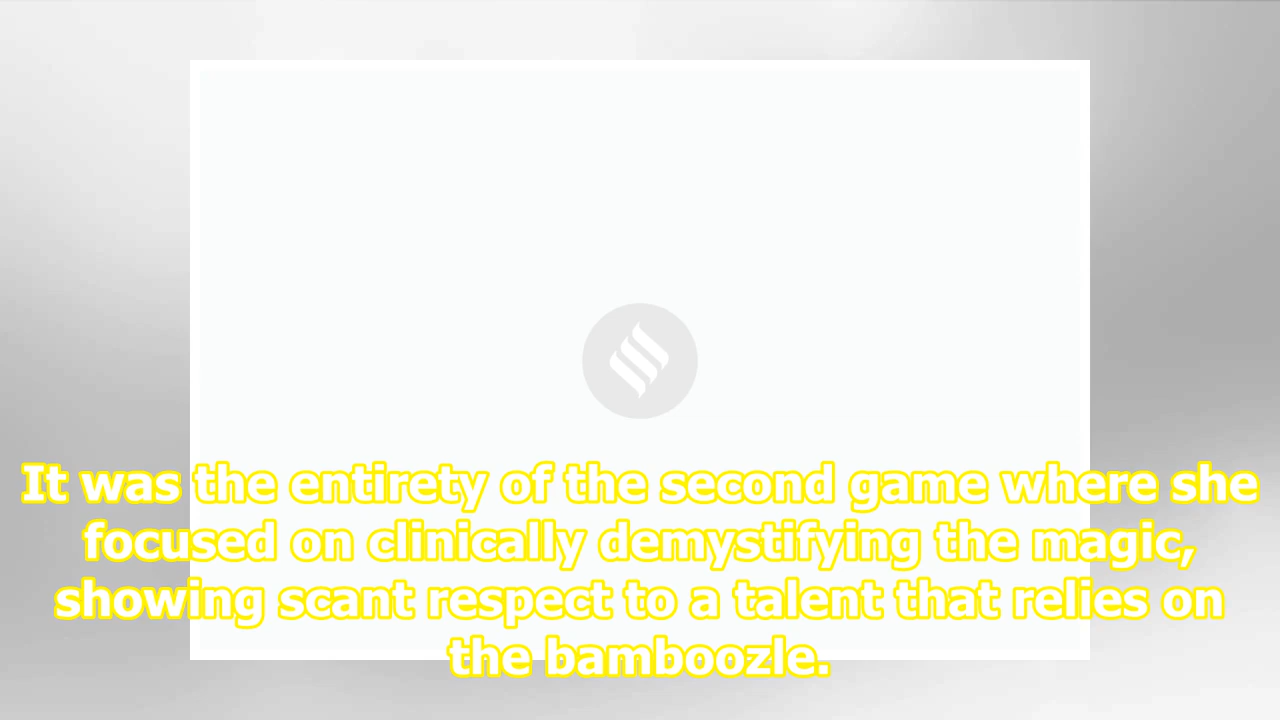 It was the entirety of the second game where she
focused on clinically demystifying the magic,
showing scant respect to a talent that relies on
the bamboozle.